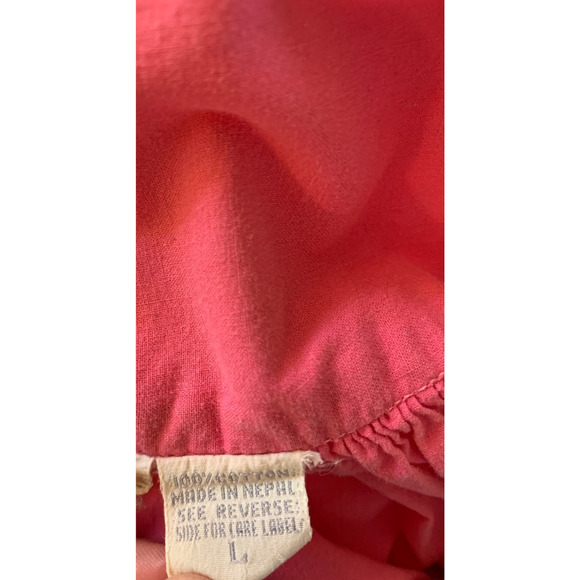 100% COTTON
MADE IN NEPAL
SEE REVERSE
SIDE FOR CARE LABEL
L